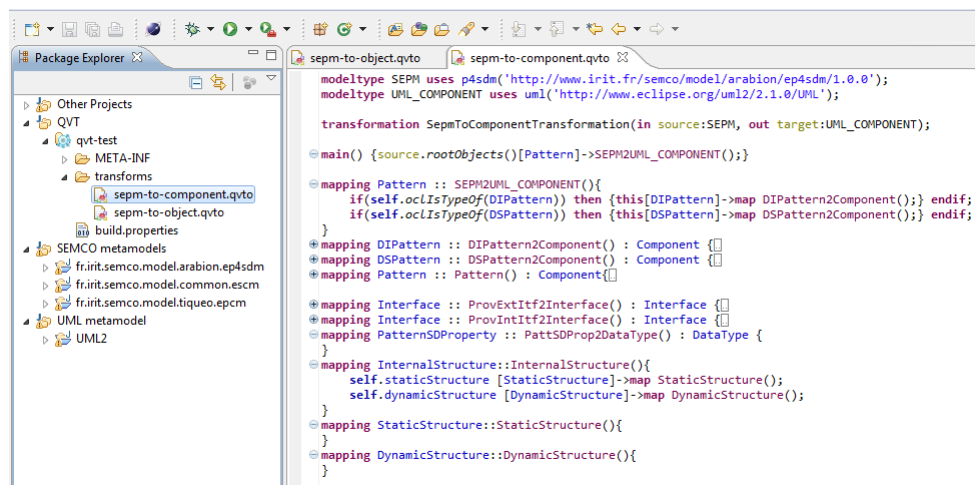 Package Explorer
Other Projects
QVT
qvt-test
META-INF
transforms
sepm-to-component.qvto
sepm-to-object.qvto
build.properties
SEMCO metamodels
fr.irit.semco.model.arabion.ep4sdm
fr.irit.semco.model.common.escm
fr.irit.semco.model.tiqueo.epcm
UML metamodel
UML2
sepm-to-object.qvto sepm-to-component.qvto
modeltype SEPM uses p4sdm('http://www.irit.fr/semco/model/arabion/ep4sdm/1.0.0');
modeltype UML_COMPONENT uses uml('http://www.eclipse.org/uml2/2.1.0/UML');
transformation SepmToComponentTransformation(in source:SEPM, out target:UML_COMPONENT);
main() {source.rootObjects()[Pattern]->SEPM2UML_COMPONENT();}
mapping Pattern :: SEPM2UML_COMPONENT(){
if(self.oclIsTypeOf(DIPattern)) then {this[DIPattern]->map DIPattern2Component();} endif;
if(self.oclIsTypeOf(DSPattern)) then {this[DSPattern]->map DSPattern2Component();} endif;
}
mapping DIPattern :: DIPattern2Component() : Component {
mapping DSPattern :: DSPattern2Component() : Component {
mapping Pattern :: Pattern() : Component{
mapping Interface :: ProvExtItf2Interface() : Interface {
mapping Interface :: ProvIntItf2Interface() : Interface {
mapping PatternSDProperty :: PattSDProp2DataType() : DataType {
}
mapping InternalStructure::InternalStructure(){
self.staticStructure [StaticStructure]->map StaticStructure();
self.dynamicStructure [DynamicStructure]->map DynamicStructure();
}
mapping StaticStructure::StaticStructure(){
}
mapping DynamicStructure::DynamicStructure(){
}